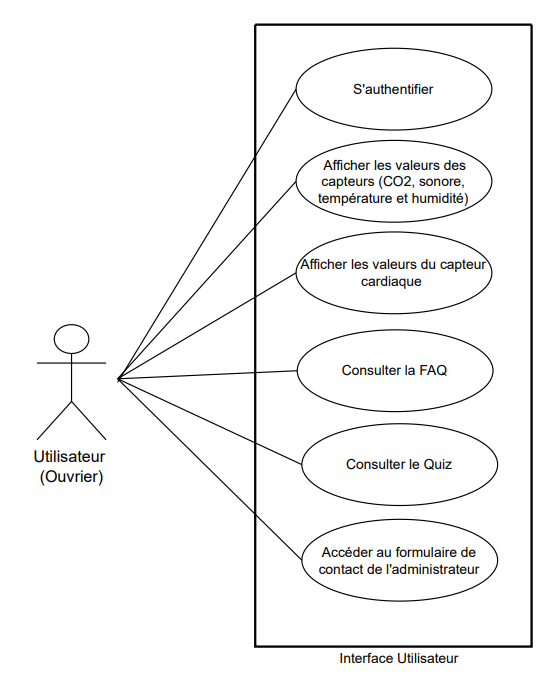 S'authentifier
Afficher les valeurs des
capteurs (CO2, sonore,
température et humidité)
Afficher les valeurs du capteur
cardiaque
Consulter la FAQ
Utilisateur
(Ouvrier)
Consulter le Quiz
Accéder au formulaire de
contact de l'administrateur
Interface Utilisateur